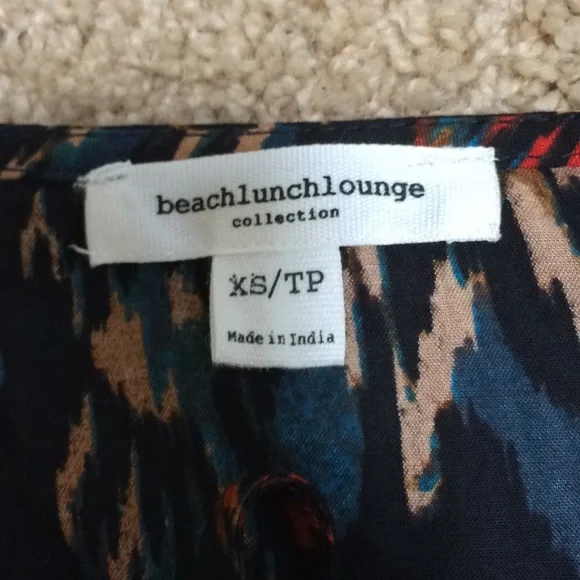 beachlunchlounge
collection
XS/TP
Made in India